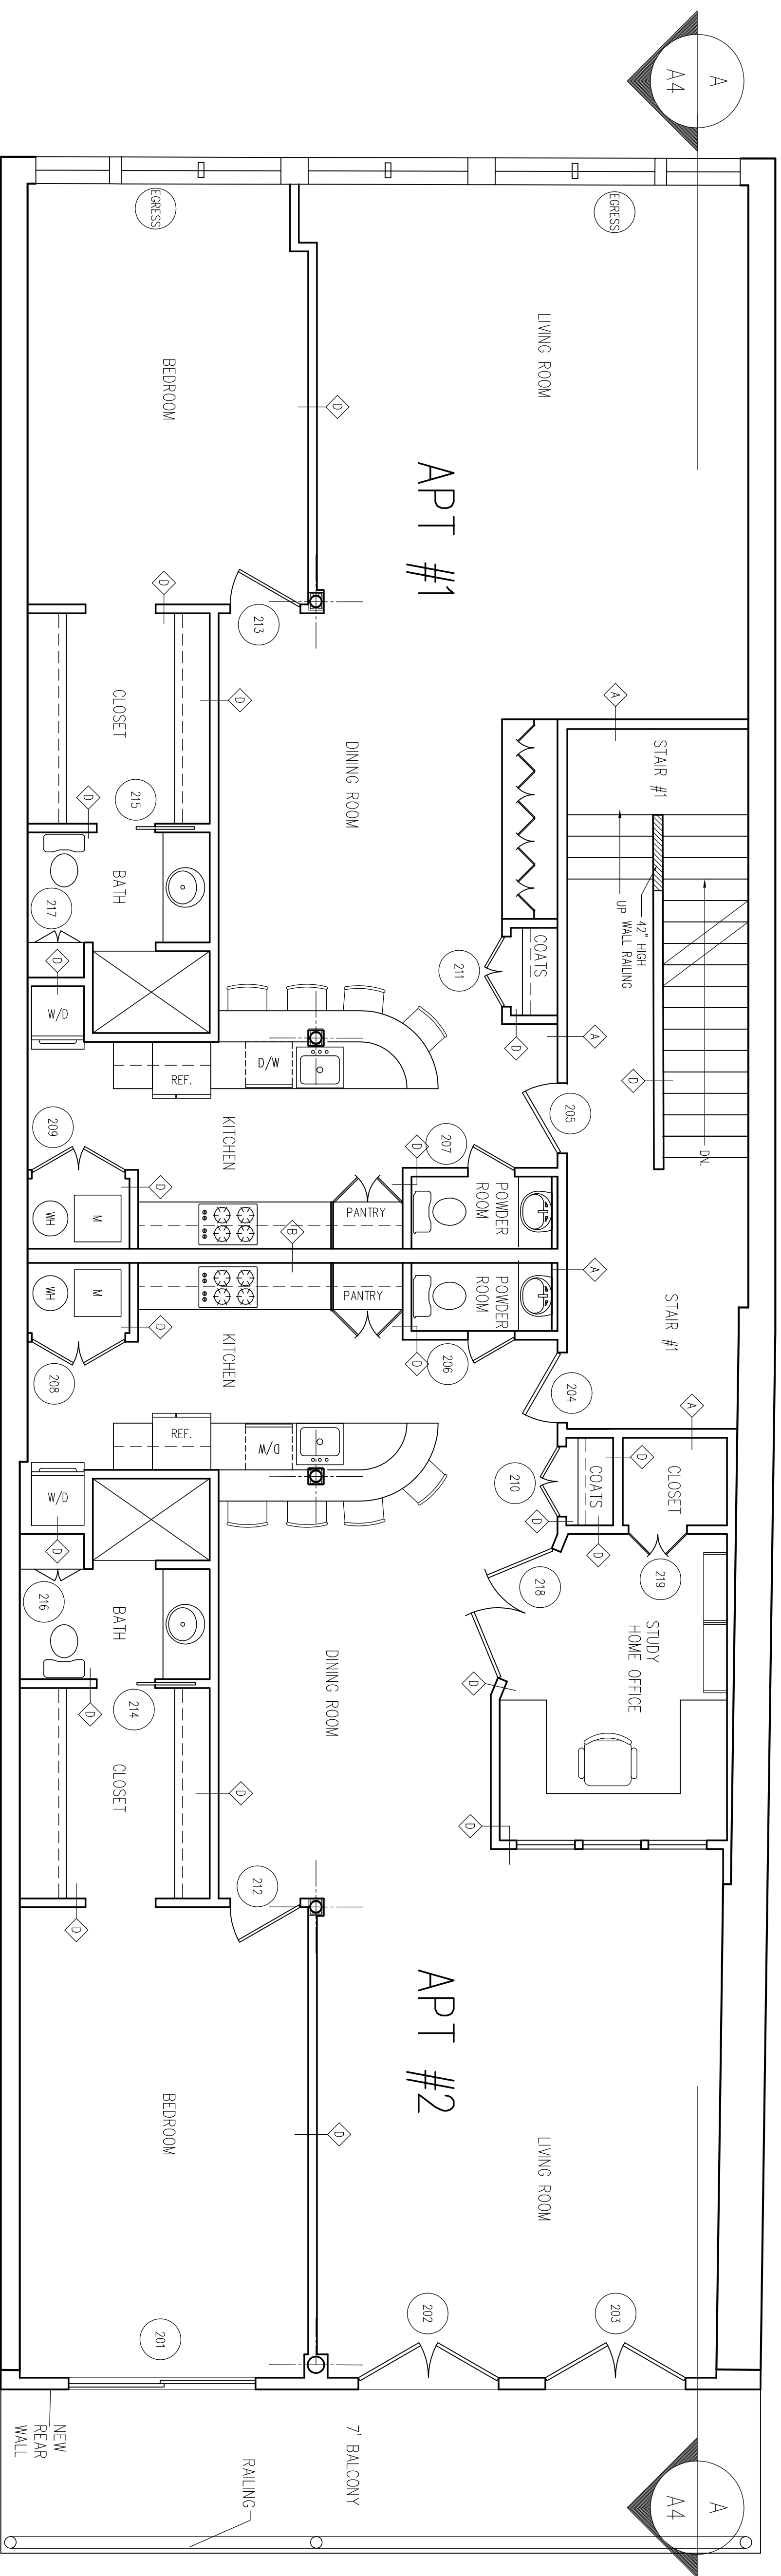 A
A4
EGRESS
EGRESS
LIVING ROOM
BEDROOM
APT #1
D
D
213
D
CLOSET
215
D
BATH
217
D
W/D
DINING ROOM
A
STAIR #1
42" HIGH
WALL RAILING
UP
DN.
D
COATS
211
D
A
205
D/W
REF.
KITCHEN
209
D
207
D
POWDER
ROOM
PANTRY
M
WH
B
A
STAIR #1
POWDER
ROOM
PANTRY
M
WH
D
208
D
206
204
KITCHEN
REF.
D/W
W/D
D
A
CLOSET
D
COATS
210
D
D
219
218
STUDY
HOME OFFICE
D
D
216
BATH
D
214
CLOSET
D
D
DINING ROOM
212
APT #2
D
BEDROOM
LIVING ROOM
201
202
203
NEW
REAR
WALL
7' BALCONY
RAILING
A
A4